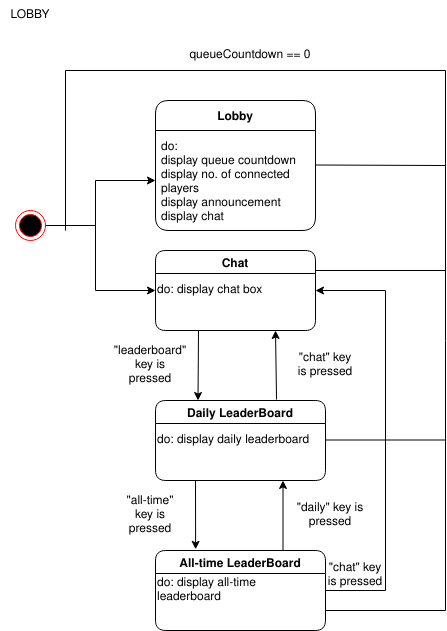 LOBBY
queueCountdown == 0
Lobby
do:
display queue countdown
display no. of connected
players
display announcement
display chat
Chat
do: display chat box
"leaderboard"
key is
pressed
"chat" key
is pressed
Daily LeaderBoard
do: display daily leaderboard
"all-time"
key is
pressed
"daily" key is
pressed
All-time LeaderBoard
do: display all-time
leaderboard
"chat" key
is pressed